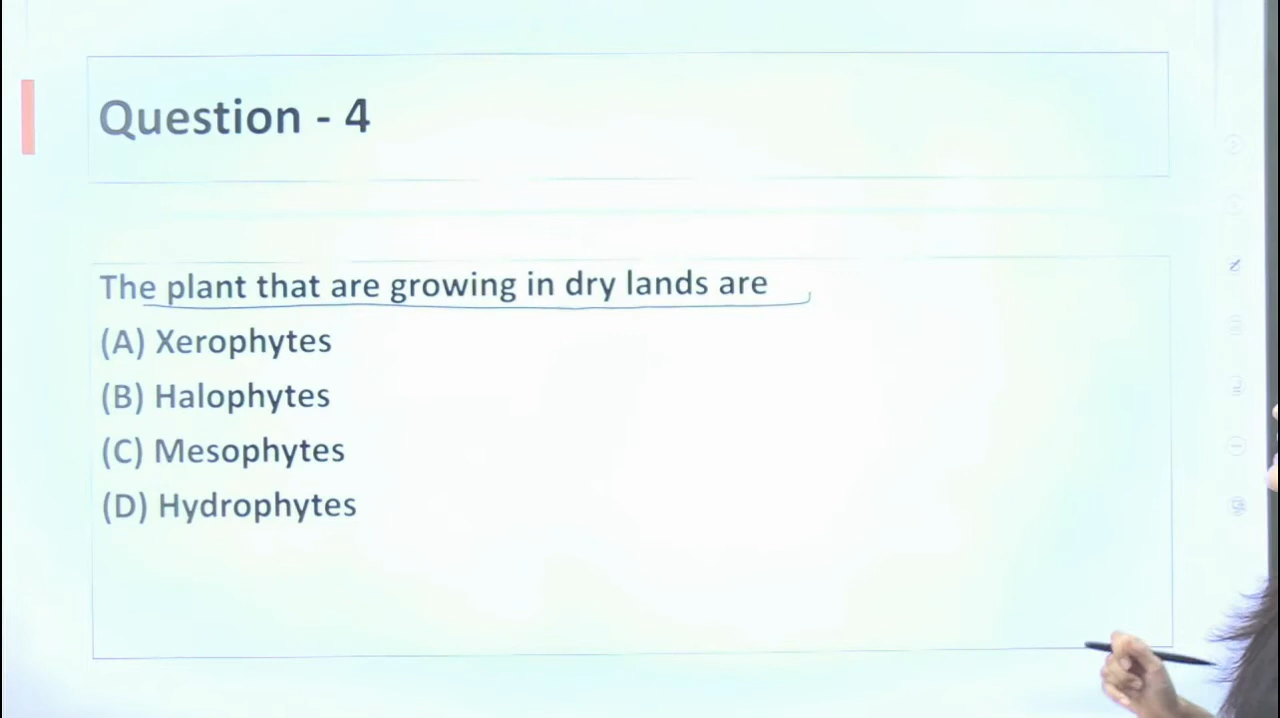 Question - 4
The plant that are growing in dry lands are
(A) Xerophytes
(B) Halophytes
(C) Mesophytes
(D) Hydrophytes